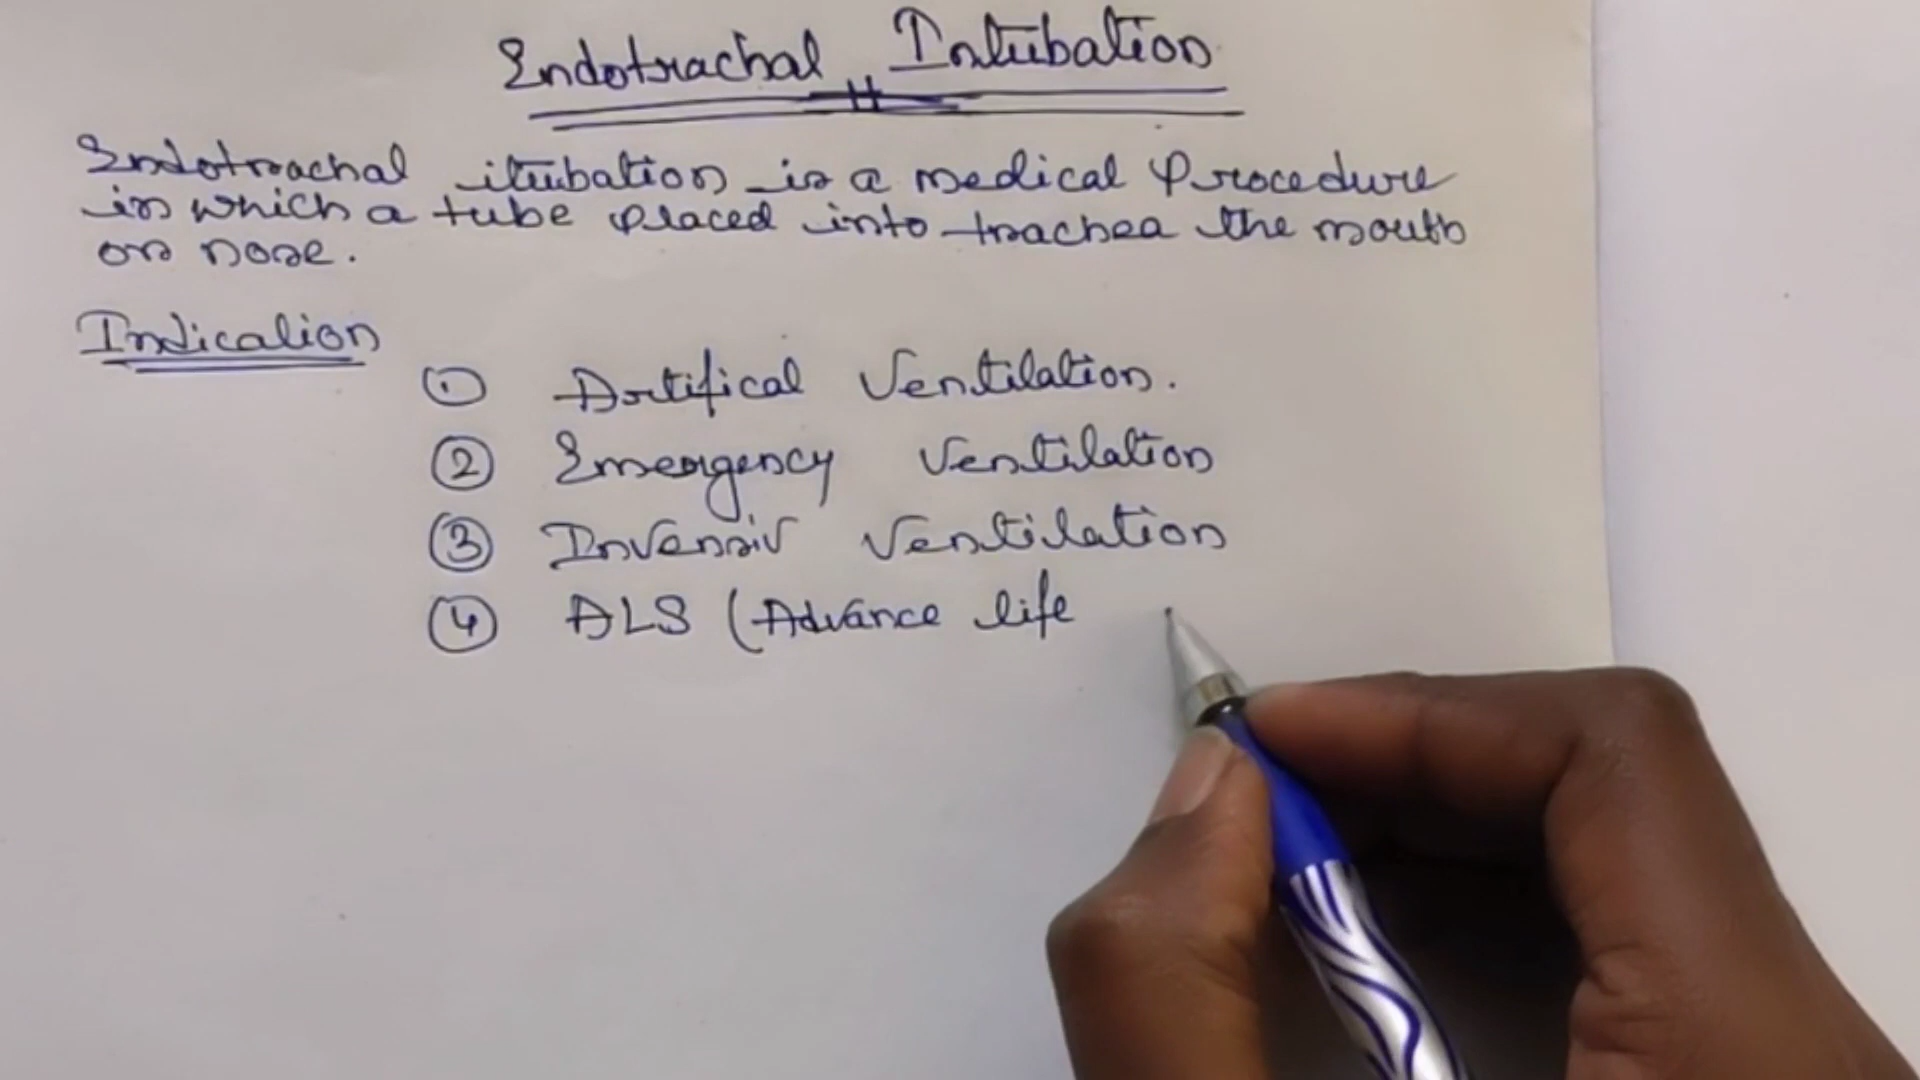 Endotrachal Intubation
Endotrachal itubation is a medical Procedure
in which a tube placed into trachea the mouth
or nose.
Indication
① Artifical Ventilation.
② Emergency Ventilation
③ Invensiv Ventilation
④ ALS (Advance life